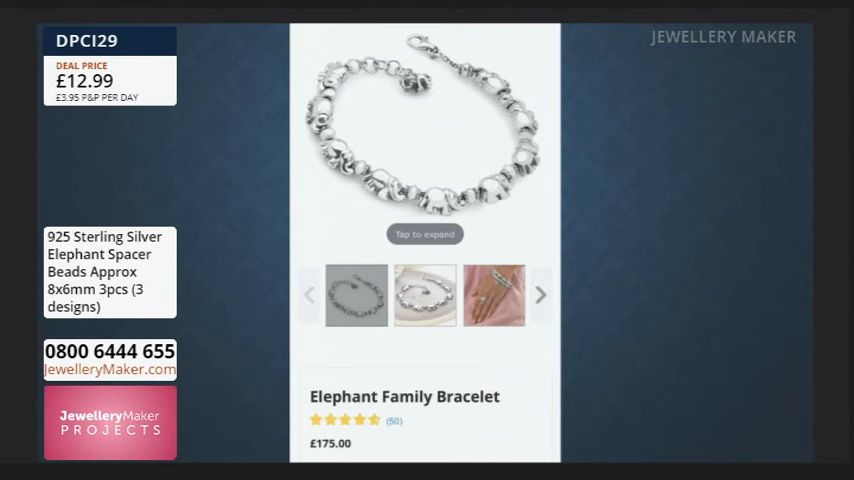 DPCI29
DEAL PRICE
£12.99
£3.95 P&P PER DAY
JEWELLERY MAKER
925 Sterling Silver
Elephant Spacer
Beads Approx
8x6mm 3pcs (3
designs)
0800 6444 655
JewelleryMaker.com
JewelleryMaker
PROJECTS
Tap to expand
Elephant Family Bracelet
(50)
£175.00